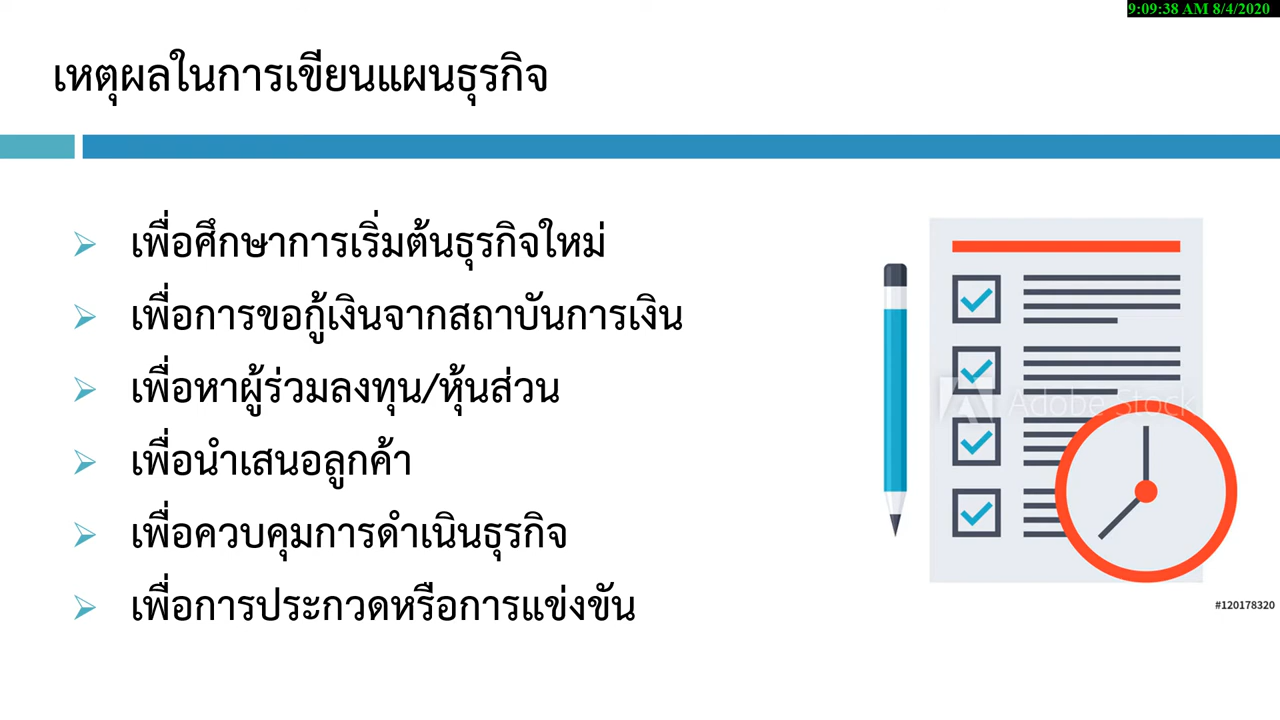 9:09:38 AM 8/4/2020
เหตุผลในการเขียนแผนธุรกิจ
เพื่อศึกษาการเริ่มต้นธุรกิจใหม่
เพื่อการขอกู้เงินจากสถาบันการเงิน
เพื่อหาผู้ร่วมลงทุน/หุ้นส่วน
เพื่อนำเสนอลูกค้า
เพื่อควบคุมการดำเนินธุรกิจ
เพื่อการประกวดหรือการแข่งขัน
Adobe Stock
#120178320